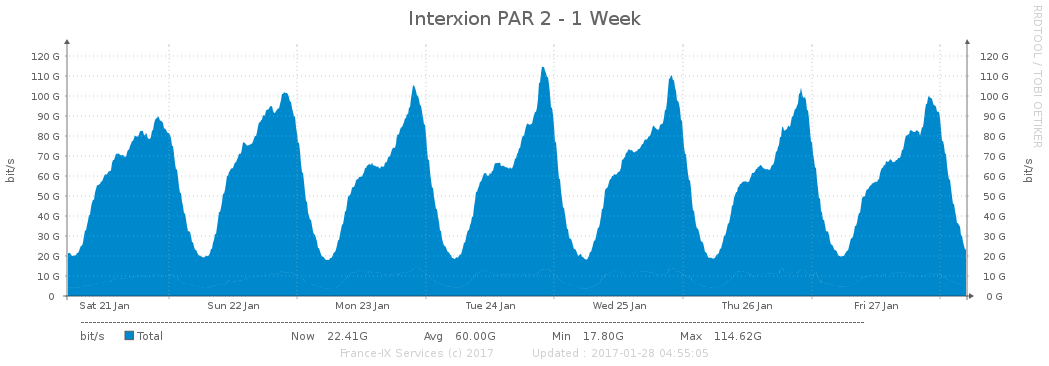 Interxion PAR 2 - 1 Week
RRDTOOL / TOBI OETIKER
bit/s
120 G 120 G
110 G 110 G
100 G 100 G
90 G 90 G
80 G 80 G
70 G 70 G
60 G 60 G
50 G 50 G
40 G 40 G
30 G 30 G
20 G 20 G
10 G 10 G
0 0 G
bit/s
Sat 21 Jan Sun 22 Jan Mon 23 Jan Tue 24 Jan Wed 25 Jan Thu 26 Jan Fri 27 Jan
bit/s Total Now 22.41G Avg 60.00G Min 17.80G Max 114.62G
France-IX Services (c) 2017 Updated : 2017-01-28 04:55:05